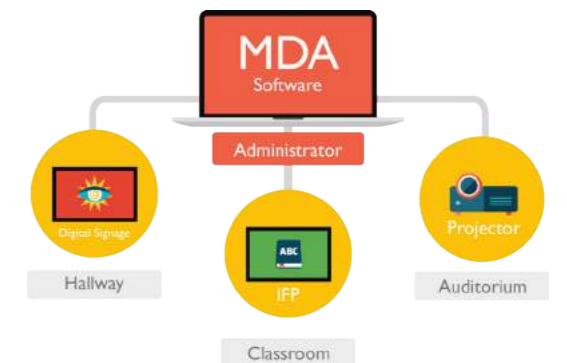 MDA
Software
Administrator
Digital Signage
Hallway
ABC
IFP
Classroom
Projector
Auditorium